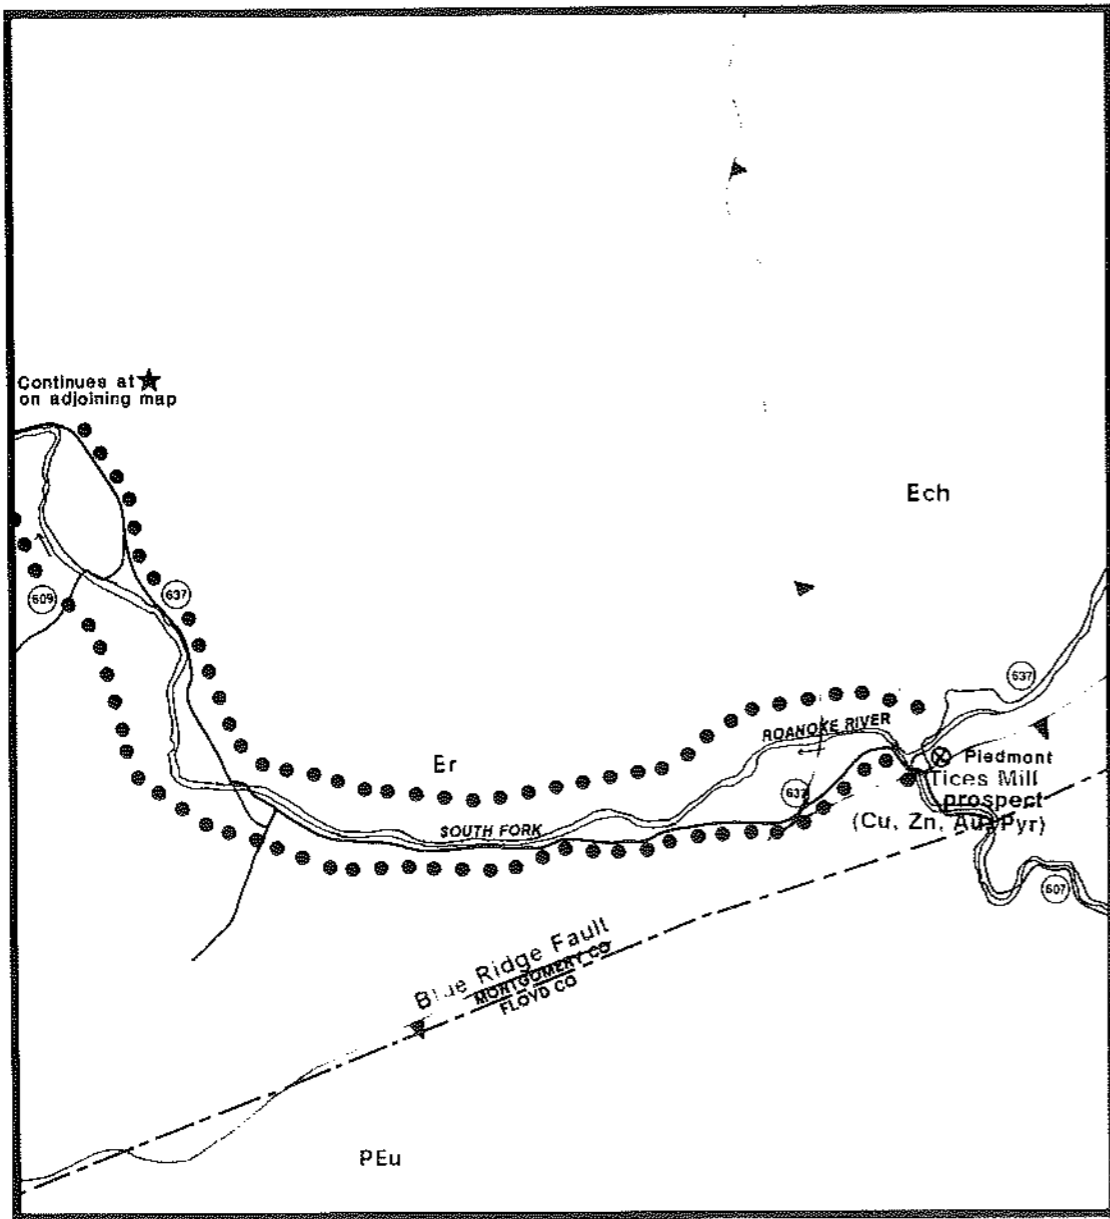 Continues at ★
on adjoining map
Ech
609
637
637
Er
ROANOKE RIVER
Piedmont
Tices Mill
prospect
(Cu, Zn, Au, Pyr)
637
SOUTH FORK
607
Blue Ridge Fault
MONTGOMERY CO
FLOYD CO
PEu